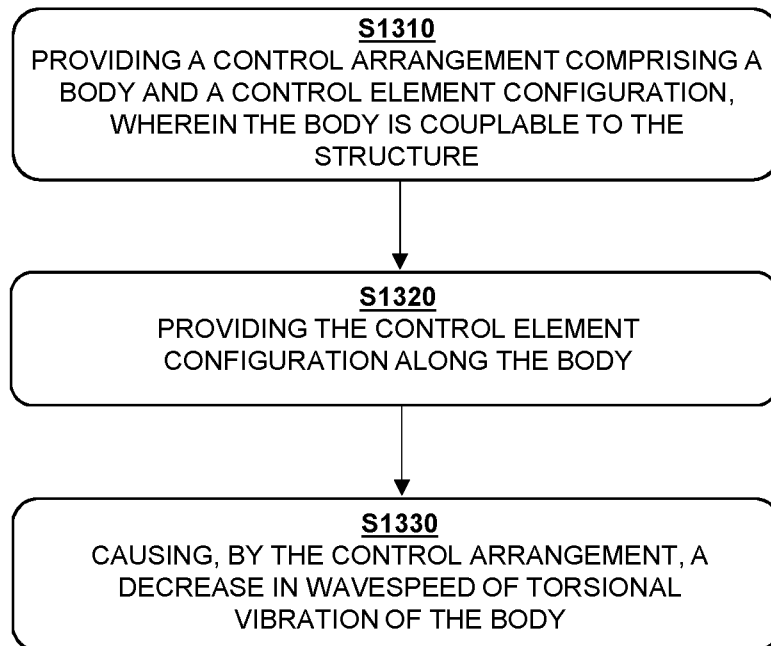 S1310
PROVIDING A CONTROL ARRANGEMENT COMPRISING A
BODY AND A CONTROL ELEMENT CONFIGURATION,
WHEREIN THE BODY IS COUPLABLE TO THE
STRUCTURE
S1320
PROVIDING THE CONTROL ELEMENT
CONFIGURATION ALONG THE BODY
S1330
CAUSING, BY THE CONTROL ARRANGEMENT, A
DECREASE IN WAVESPEED OF TORSIONAL
VIBRATION OF THE BODY